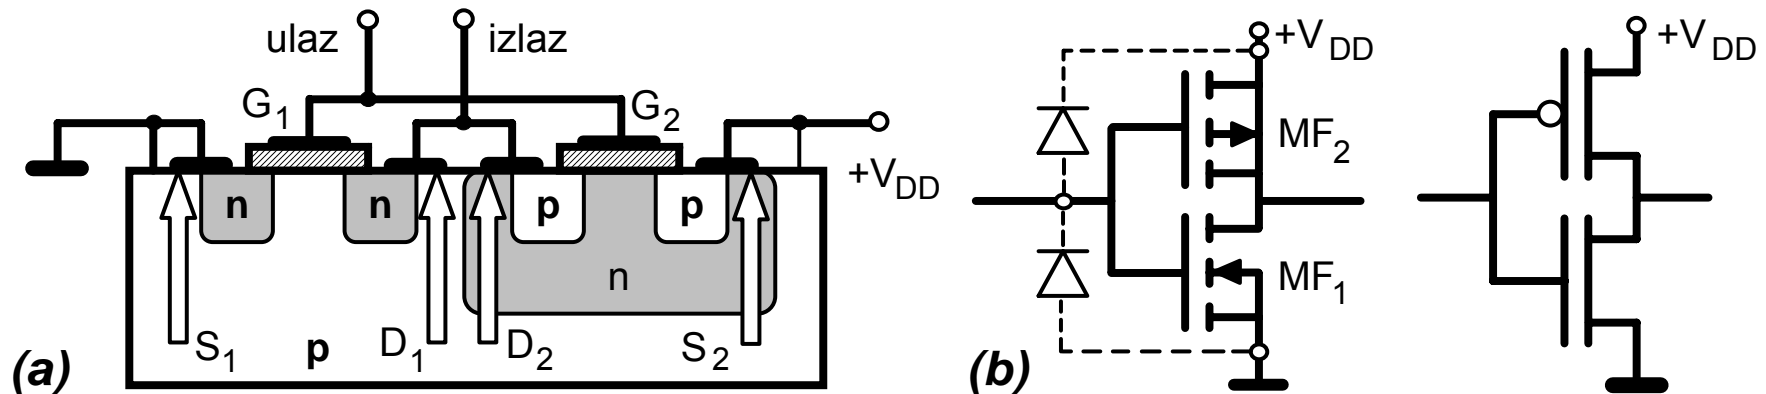 ulaz izlaz
G1 G2
+VDD
n n p p
n
S1 p D1 D2 S2
(a)
+VDD
MF2
MF1
(b)
+VDD